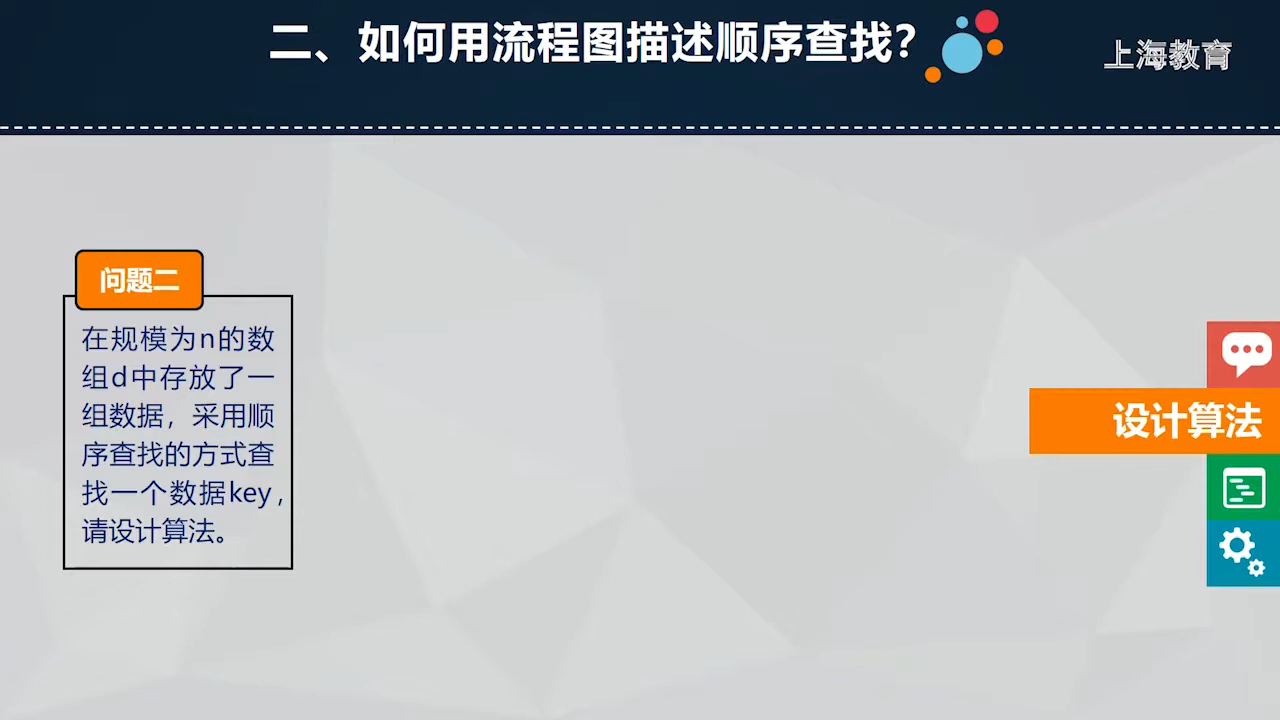 二、如何用流程图描述顺序查找？
上海教育
问题二
在规模为n的数
组d中存放了一
组数据，采用顺
序查找的方式查
找一个数据key，
请设计算法。
设计算法